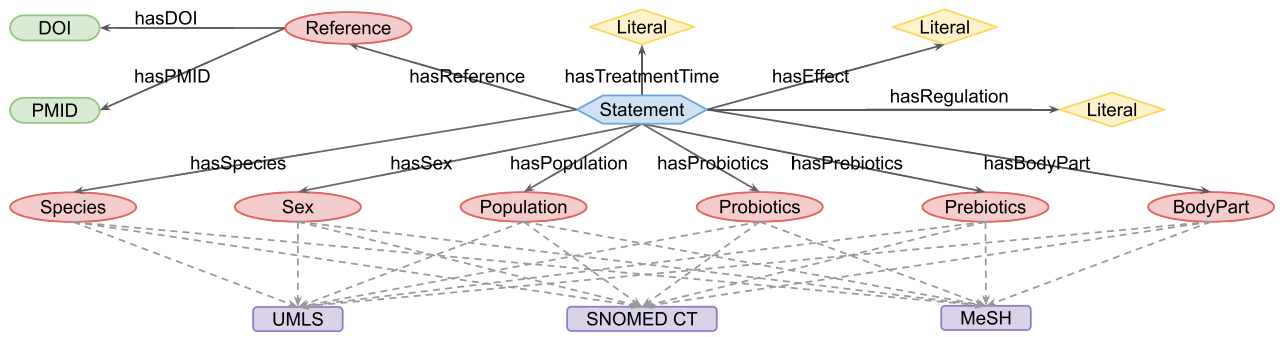 DOI
hasDOI
Reference
Literal
Literal
hasPMID
hasReference
hasTreatmentTime
hasEffect
hasRegulation
PMID
Statement
Literal
hasSpecies
hasSex
hasPopulation
hasProbiotics
hasPrebiotics
hasBodyPart
Species
Sex
Population
Probiotics
Prebiotics
BodyPart
UMLS
SNOMED CT
MeSH